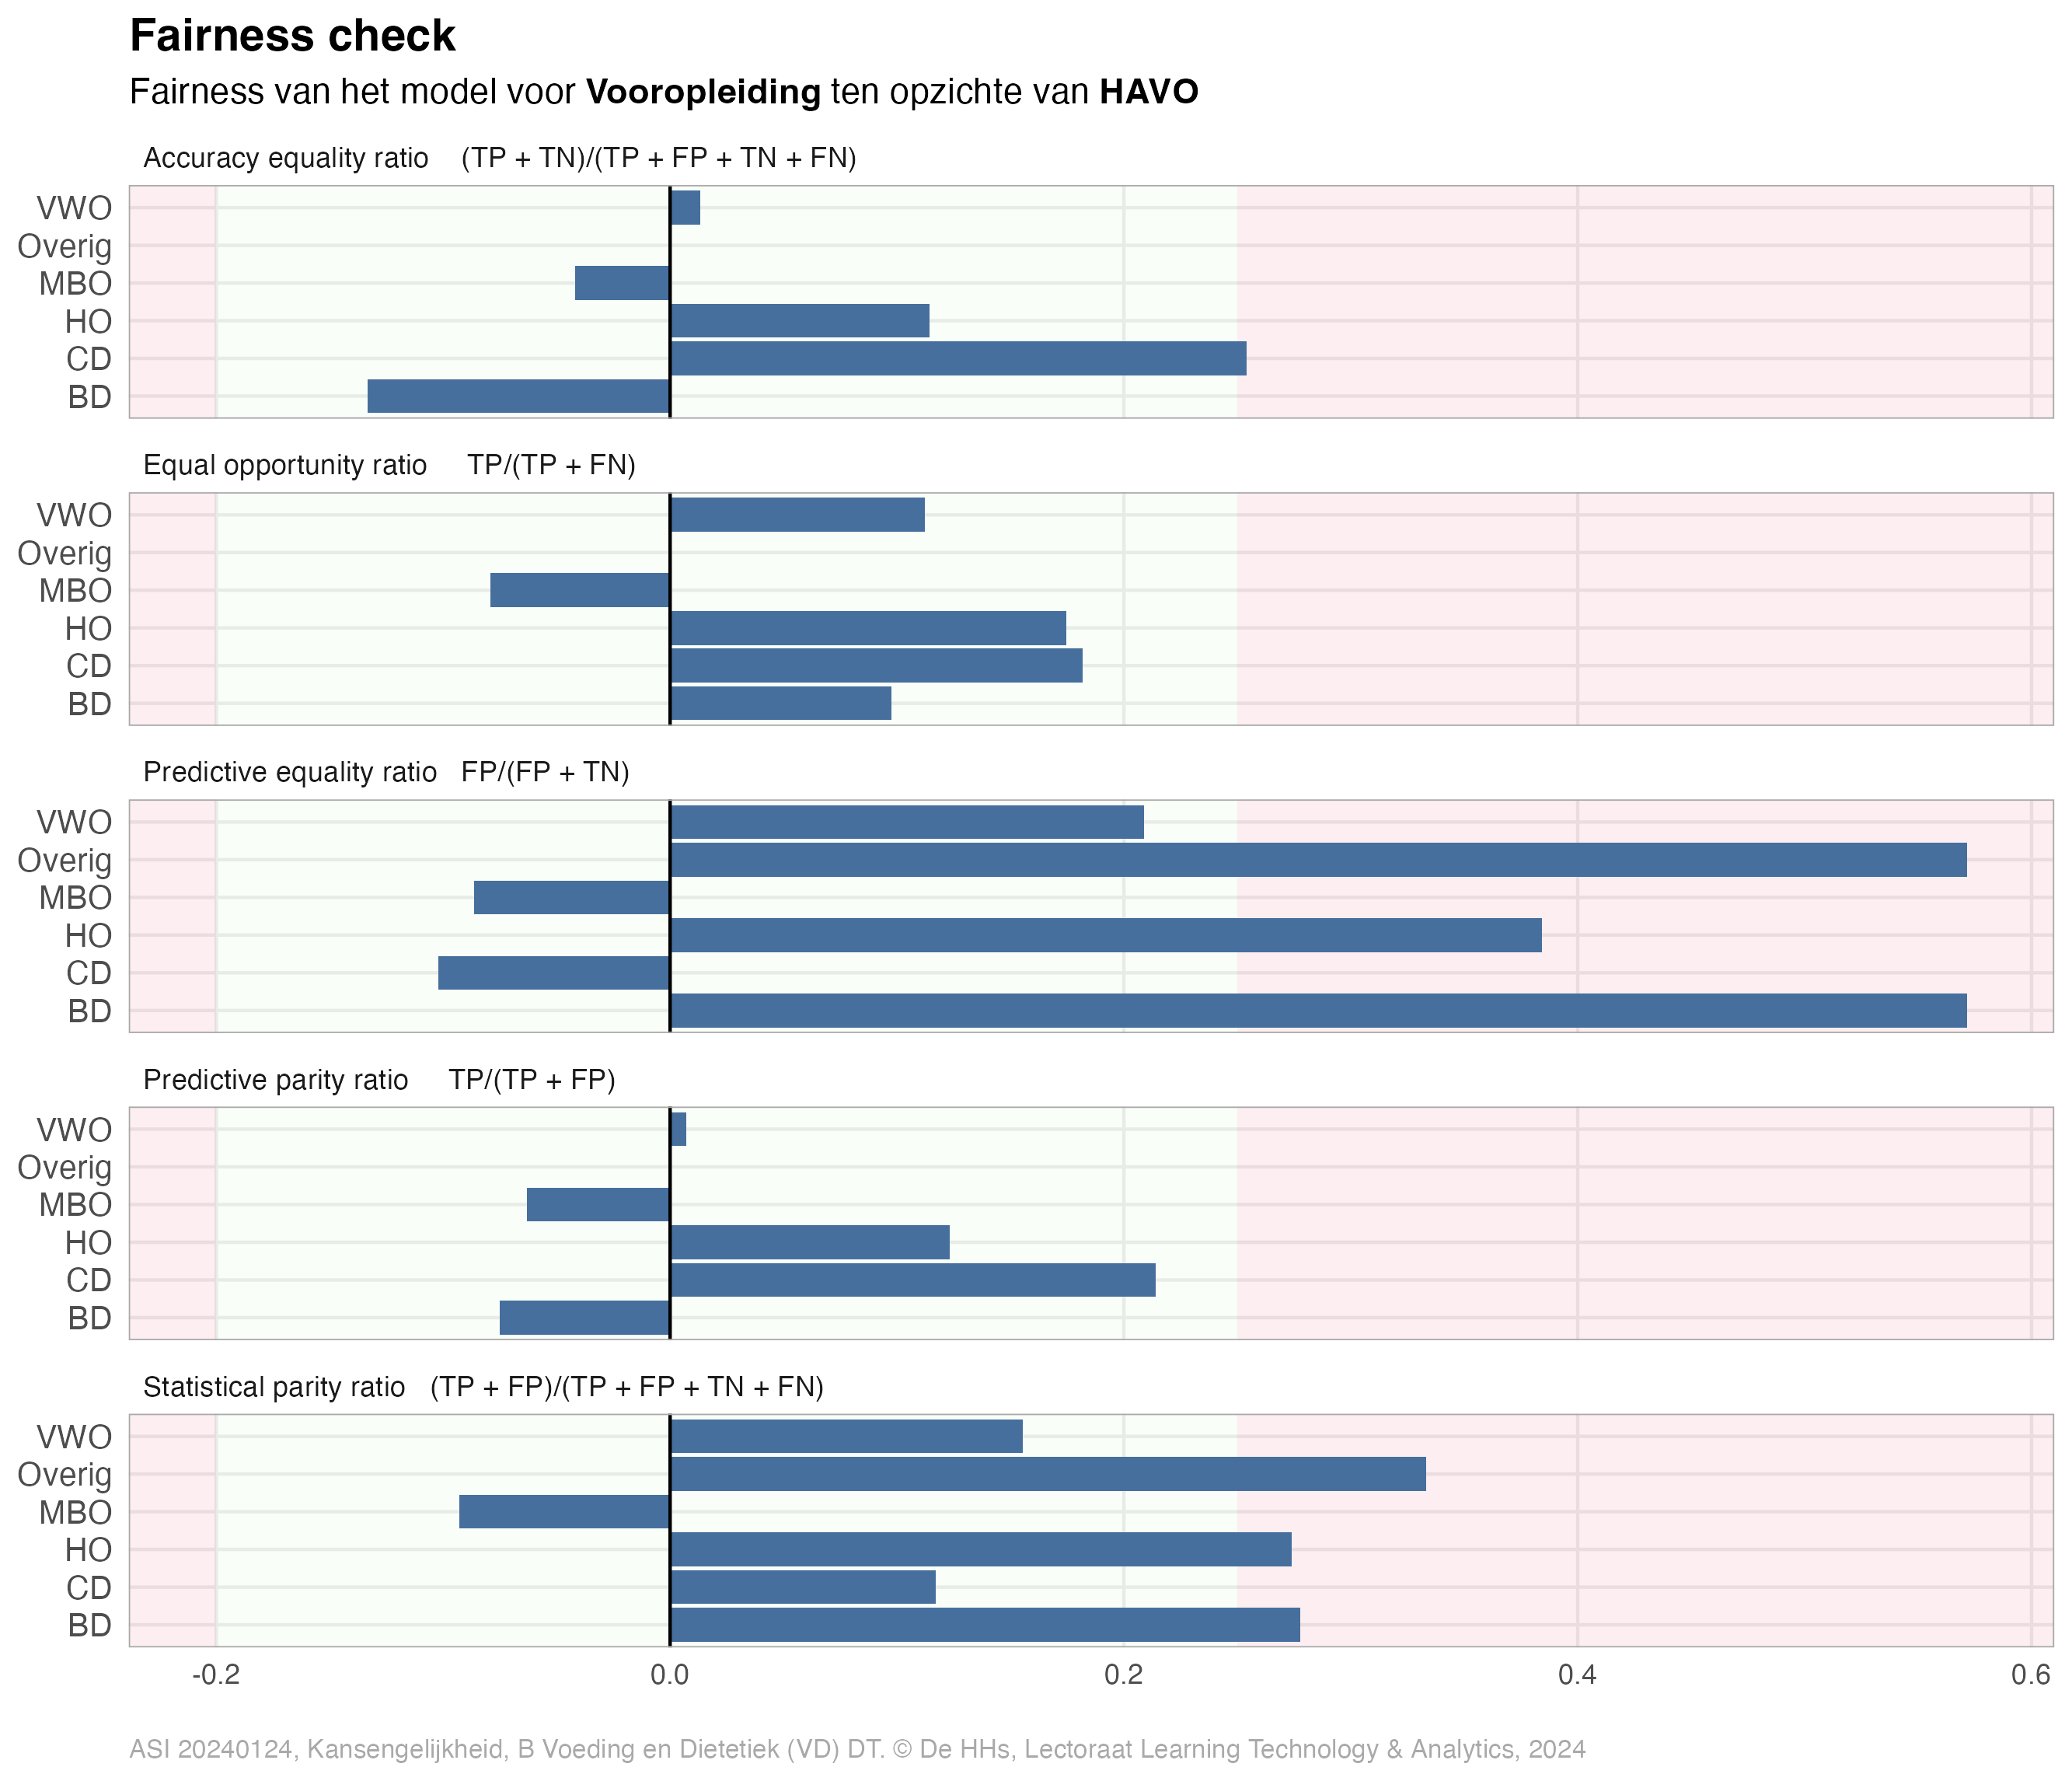 Fairness check
Fairness van het model voor Vooropleiding ten opzichte van HAVO
Accuracy equality ratio (TP + TN)/(TP + FP + TN + FN)
VWO
Overig
MBO
HO
CD
BD
Equal opportunity ratio TP/(TP + FN)
VWO
Overig
MBO
HO
CD
BD
Predictive equality ratio FP/(FP + TN)
VWO
Overig
MBO
HO
CD
BD
Predictive parity ratio TP/(TP + FP)
VWO
Overig
MBO
HO
CD
BD
Statistical parity ratio (TP + FP)/(TP + FP + TN + FN)
VWO
Overig
MBO
HO
CD
BD
-0.2 0.0 0.2 0.4 0.6
ASI 20240124, Kansengelijkheid, B Voeding en Dietetiek (VD) DT. © De HHs, Lectoraat Learning Technology & Analytics, 2024